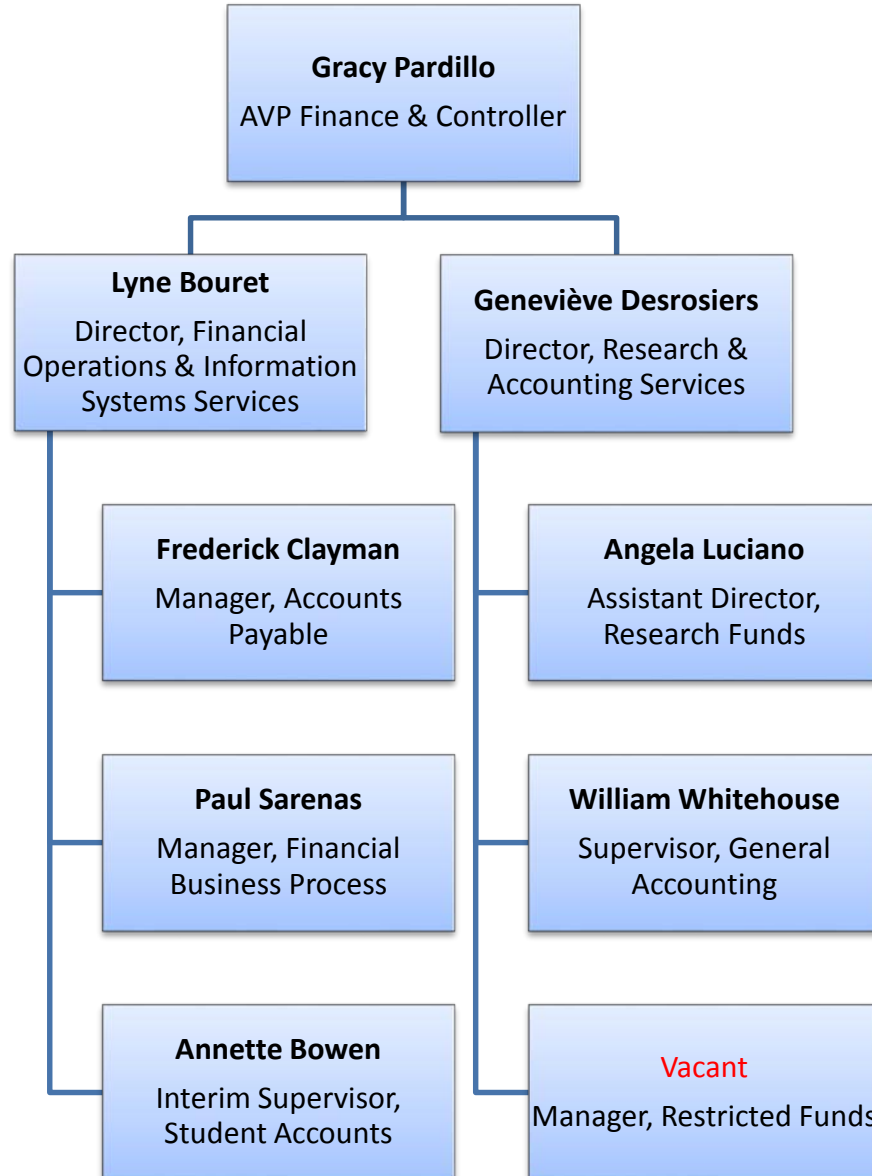 Gracy Pardillo
AVP Finance & Controller
Lyne Bouret
Director, Financial
Operations & Information
Systems Services
Geneviève Desrosiers
Director, Research &
Accounting Services
Frederick Clayman
Manager, Accounts
Payable
Angela Luciano
Assistant Director,
Research Funds
Paul Sarenas
Manager, Financial
Business Process
William Whitehouse
Supervisor, General
Accounting
Annette Bowen
Interim Supervisor,
Student Accounts
Vacant
Manager, Restricted Funds